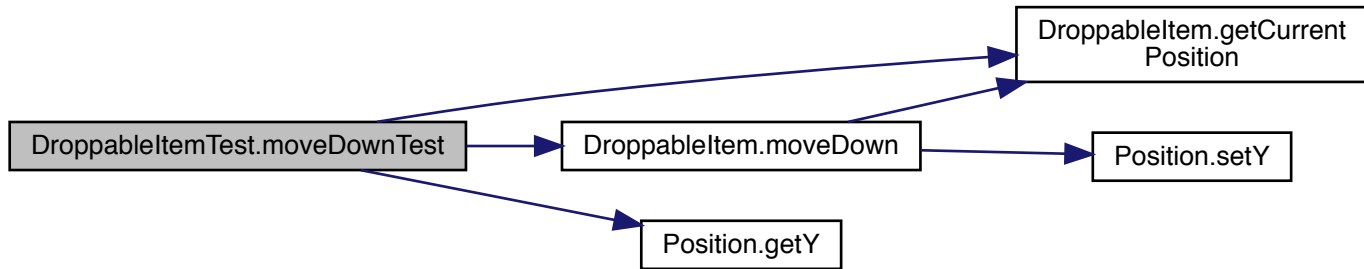 DroppableItem.getCurrent
Position
DroppableItemTest.moveDownTest
DroppableItem.moveDown
Position.setY
Position.getY